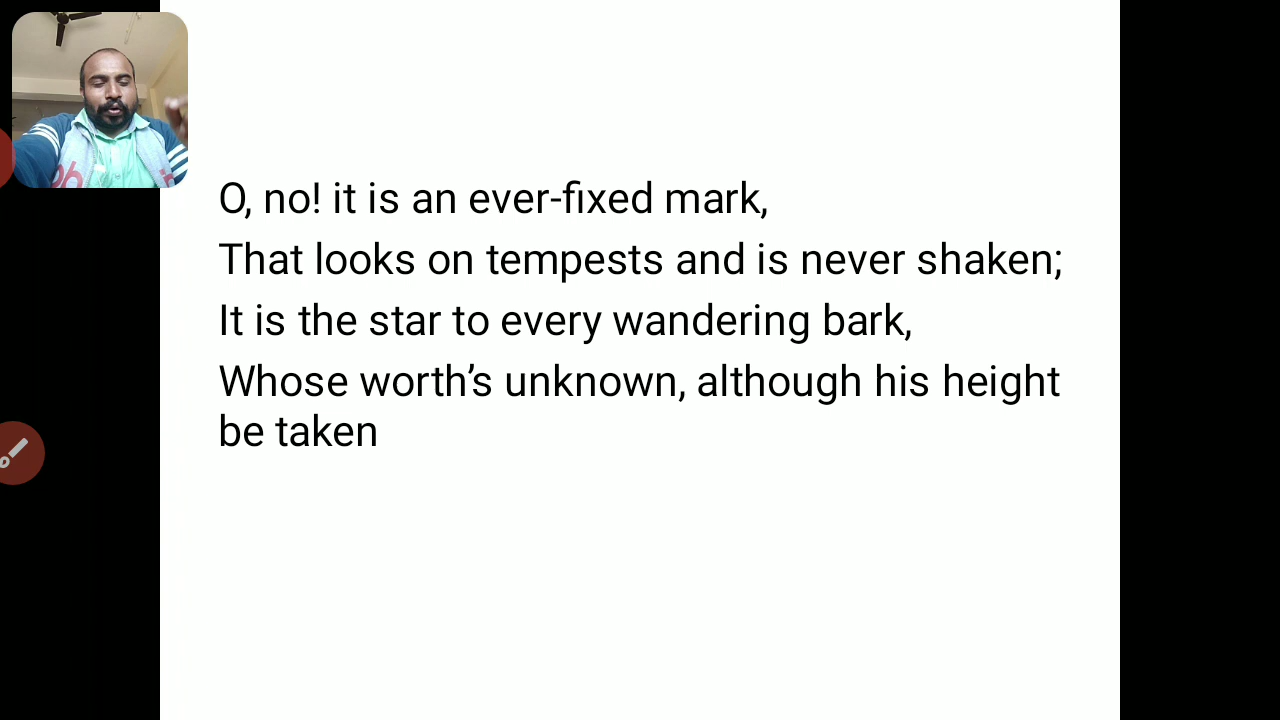 O, no! it is an ever-fixed mark,
That looks on tempests and is never shaken;
It is the star to every wandering bark,
Whose worth’s unknown, although his height
be taken